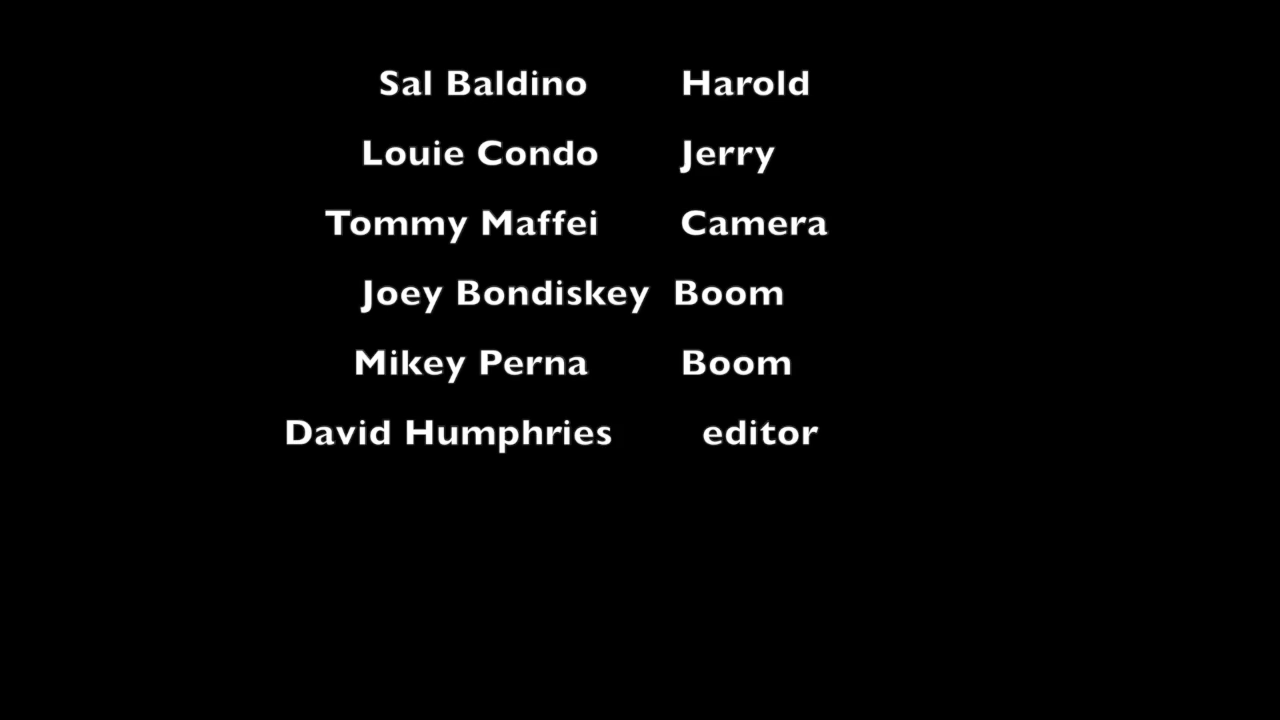 Sal Baldino Harold
Louie Condo Jerry
Tommy Maffei Camera
Joey Bondiskey Boom
Mikey Perna Boom
David Humphries editor